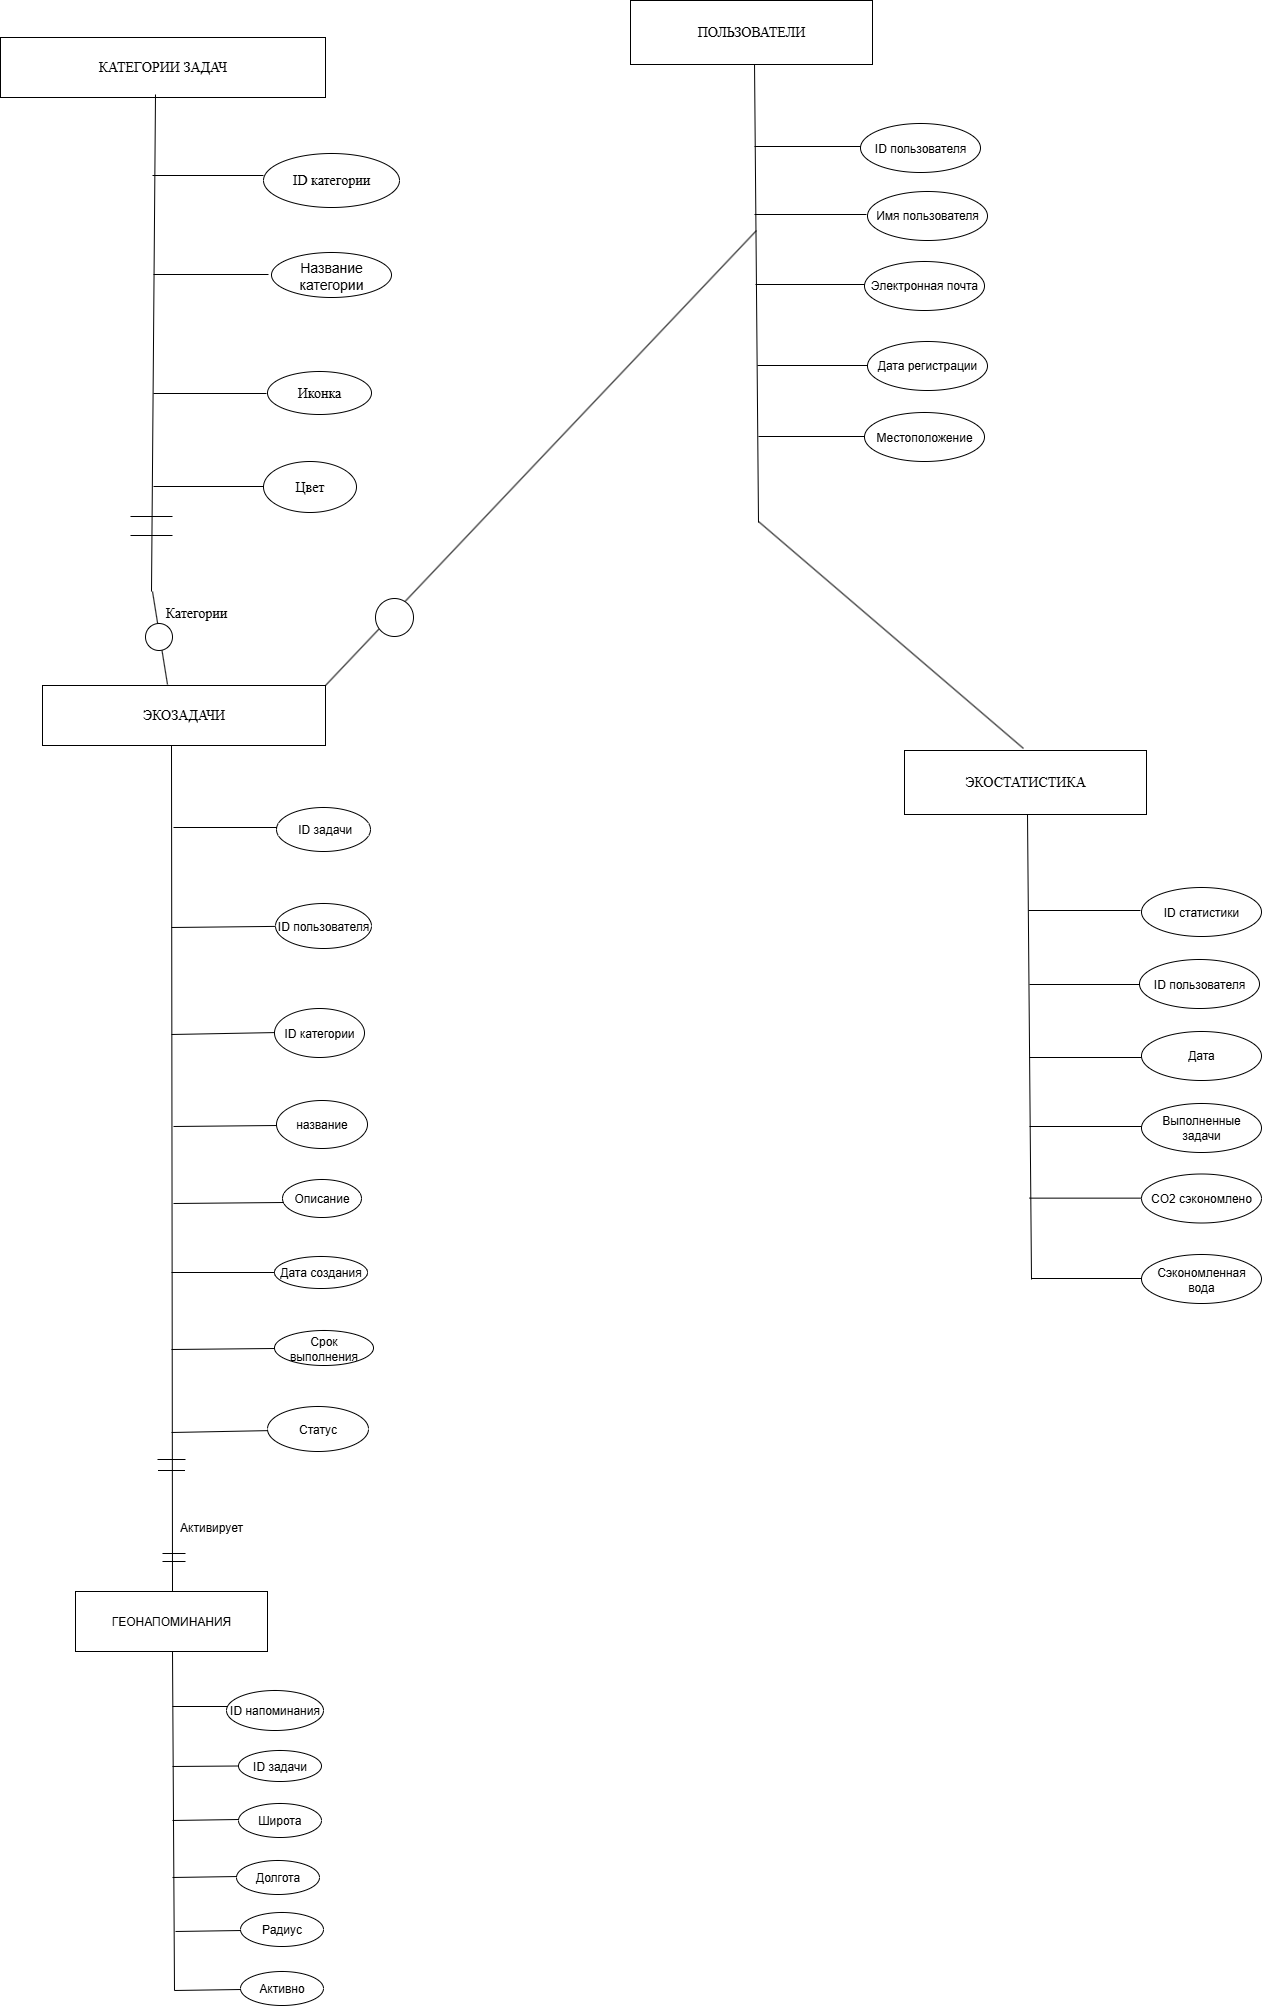 КАТЕГОРИИ ЗАДАЧ
ID категории
Название
категории
Иконка
Цвет
Категории
ПОЛЬЗОВАТЕЛИ
ID пользователя
Имя пользователя
Электронная почта
Дата регистрации
Местоположение
ЭКОЗАДАЧИ
ID задачи
ID пользователя
ID категории
название
Описание
Дата создания
Срок
выполнения
Статус
Активирует
ЭКОСТАТИСТИКА
ID статистики
ID пользователя
Дата
Выполненные
задачи
CO2 сэкономлено
Сэкономленная
вода
ГЕОНАПОМИНАНИЯ
ID напоминания
ID задачи
Широта
Долгота
Радиус
Активно